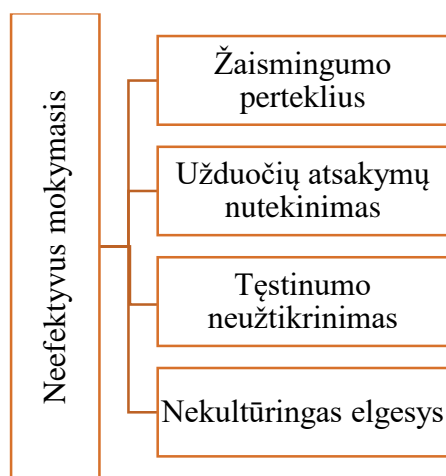 Neefektyvus mokymasis
Žaismingumo
perteklius
Užduočių atsakymų
nutekinimas
Tęstinumo
neužtikrinimas
Nekultūringas elgesys